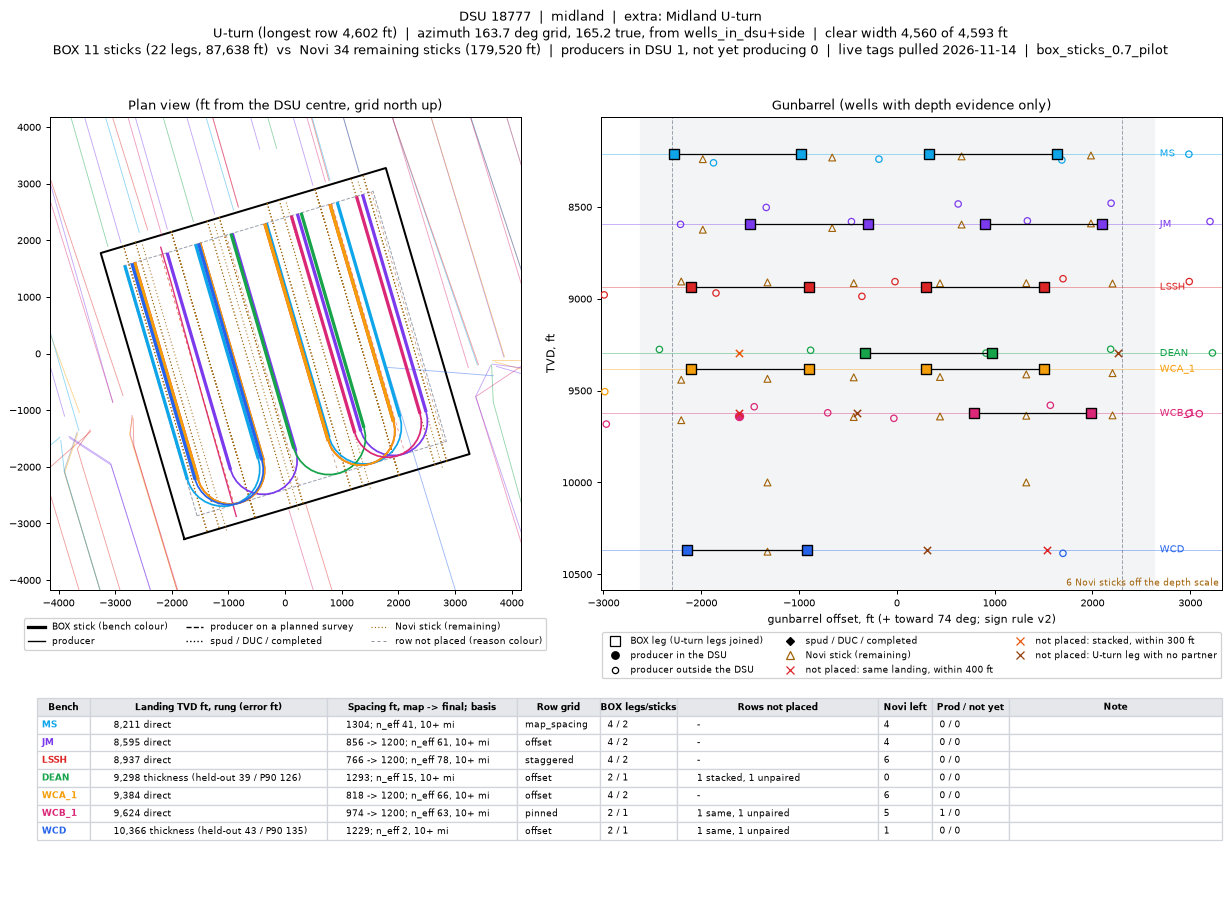 DSU 18777 | midland | extra: Midland U-turn
U-turn (longest row 4,602 ft) | azimuth 163.7 deg grid, 165.2 true, from wells_in_dsu+side | clear width 4,560 of 4,593 ft
BOX 11 sticks (22 legs, 87,638 ft) vs Novi 34 remaining sticks (179,520 ft) | producers in DSU 1, not yet producing 0 | live tags pulled 2026-11-14 | box_sticks_0.7_pilot
Plan view (ft from the DSU centre, grid north up)
4000
3000
2000
1000
0
−1000
−2000
−3000
−4000
−4000 −3000 −2000 −1000 0 1000 2000 3000 4000
BOX stick (bench colour) producer on a planned survey Novi stick (remaining)
producer spud / DUC / completed row not placed (reason colour)
Gunbarrel (wells with depth evidence only)
TVD, ft
8500
9000
9500
10000
10500
MS
JM
LSSH
DEAN
WCA_1
WCB_1
WCD
6 Novi sticks off the depth scale
−3000 −2000 −1000 0 1000 2000 3000
gunbarrel offset, ft (+ toward 74 deg; sign rule v2)
BOX leg (U-turn legs joined) spud / DUC / completed not placed: stacked, within 300 ft
producer in the DSU Novi stick (remaining) not placed: U-turn leg with no partner
producer outside the DSU not placed: same landing, within 400 ft
Bench Landing TVD ft, rung (error ft) Spacing ft, map -> final; basis Row grid BOX legs/sticks Rows not placed Novi left Prod / not yet Note
MS 8,211 direct 1304; n_eff 41, 10+ mi map_spacing 4 / 2 - 4 0 / 0
JM 8,595 direct 856 -> 1200; n_eff 61, 10+ mi offset 4 / 2 - 4 0 / 0
LSSH 8,937 direct 766 -> 1200; n_eff 78, 10+ mi staggered 4 / 2 - 6 0 / 0
DEAN 9,298 thickness (held-out 39 / P90 126) 1293; n_eff 15, 10+ mi offset 2 / 1 1 stacked, 1 unpaired 0 0 / 0
WCA_1 9,384 direct 818 -> 1200; n_eff 66, 10+ mi offset 4 / 2 - 6 0 / 0
WCB_1 9,624 direct 974 -> 1200; n_eff 63, 10+ mi pinned 2 / 1 1 same, 1 unpaired 5 1 / 0
WCD 10,366 thickness (held-out 43 / P90 135) 1229; n_eff 2, 10+ mi offset 2 / 1 1 same, 1 unpaired 1 0 / 0